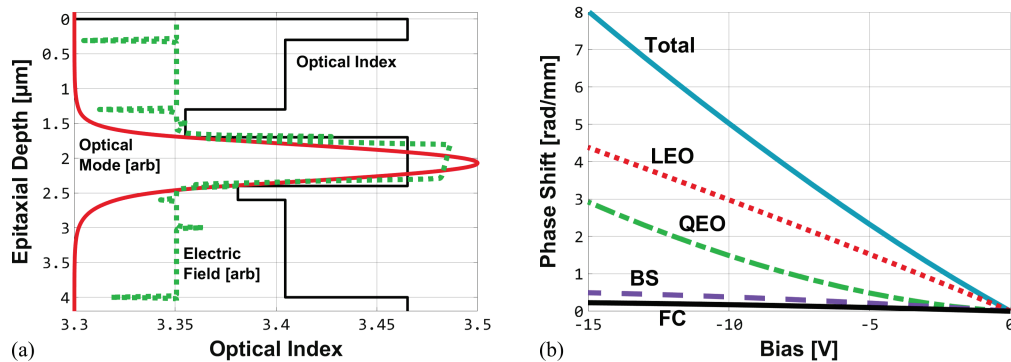 0
0.5
1
1.5
2
2.5
3
3.5
4
Epitaxial Depth [μm]
Optical Index
Optical
Mode [arb]
Electric
Field [arb]
3.3
3.35
3.4
3.45
3.5
Optical Index
(a)
8
7
6
5
4
3
2
1
0
Phase Shift [rad/mm]
Total
LEO
QEO
BS
FC
-15
-10
-5
0
Bias [V]
(b)